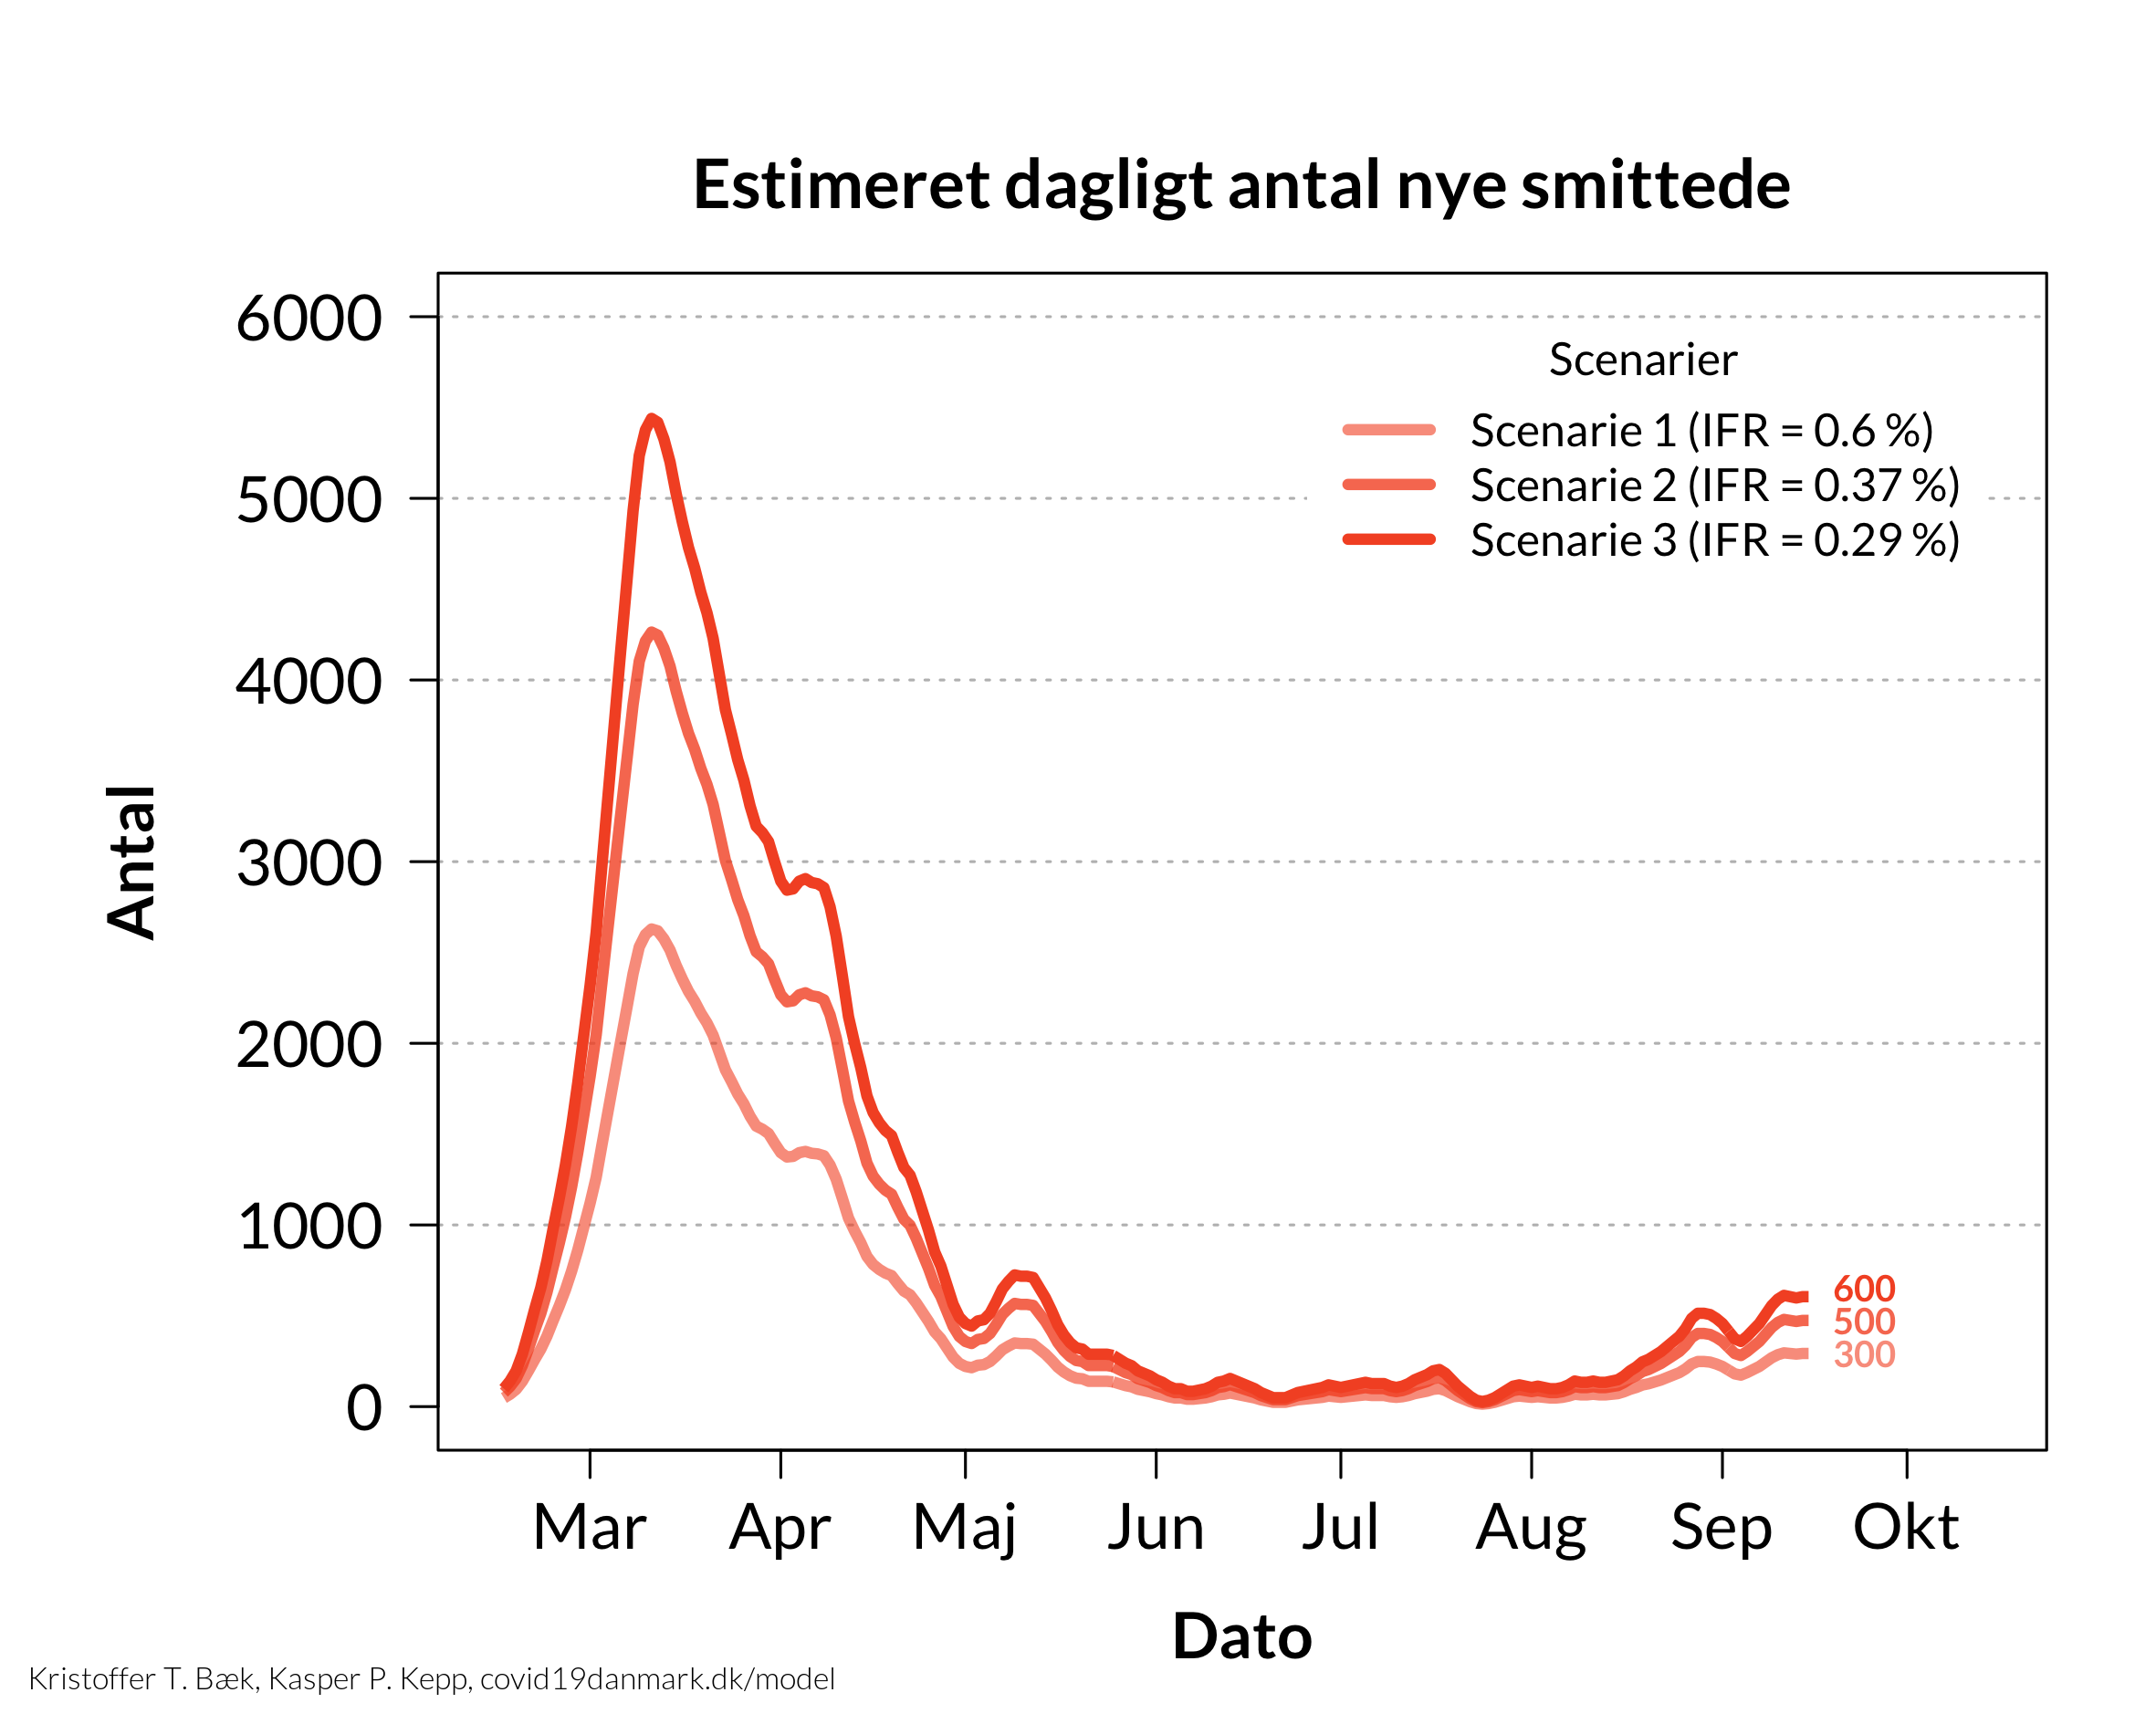 Estimeret dagligt antal nye smittede
6000
5000
4000
3000
2000
1000
0
Antal
Scenarier
Scenarie 1 (IFR = 0.6 %)
Scenarie 2 (IFR = 0.37 %)
Scenarie 3 (IFR = 0.29 %)
600
500
300
Mar Apr Maj Jun Jul Aug Sep Okt
Dato
Kristoffer T. Bæk, Kasper P. Kepp, covid19danmark.dk/model